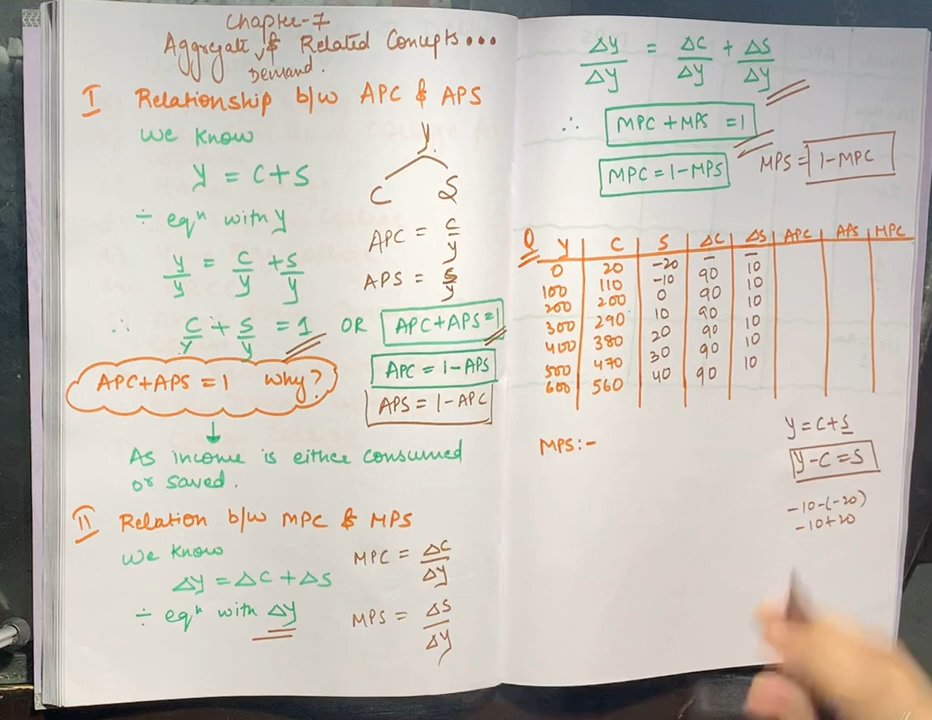 Chapter-7
Aggregate & Related Concepts...
Demand.
I Relationship b/w APC & APS
We Know
y = C+S
÷ eqⁿ with y
y/y = C/y + S/y
∴ C/y + S/y = 1 OR APC+APS=1
APC+APS=1 Why?
As income is either consumed
or saved.
y.
C S
APC = C/y
APS = S/y
APC = 1-APS
APS = 1-APC
II Relation b/w MPC & MPS
We Know
Δy = ΔC + ΔS
÷ eqⁿ with Δy
MPC = ΔC/Δy
MPS = ΔS/Δy
Δy/Δy = ΔC/Δy + ΔS/Δy
∴ MPC + MPS = 1
MPC = 1-MPS
MPS = 1-MPC
Q Y C S ΔC ΔS APC APS MPC
0 20 -20 - -
100 110 -10 90 10
200 200 0 90 10
300 290 10 90 10
400 380 20 90 10
500 470 30 90 10
600 560 40 90 10
MPS:-
y = C+S
y-C = S
-10-(-20)
-10+20